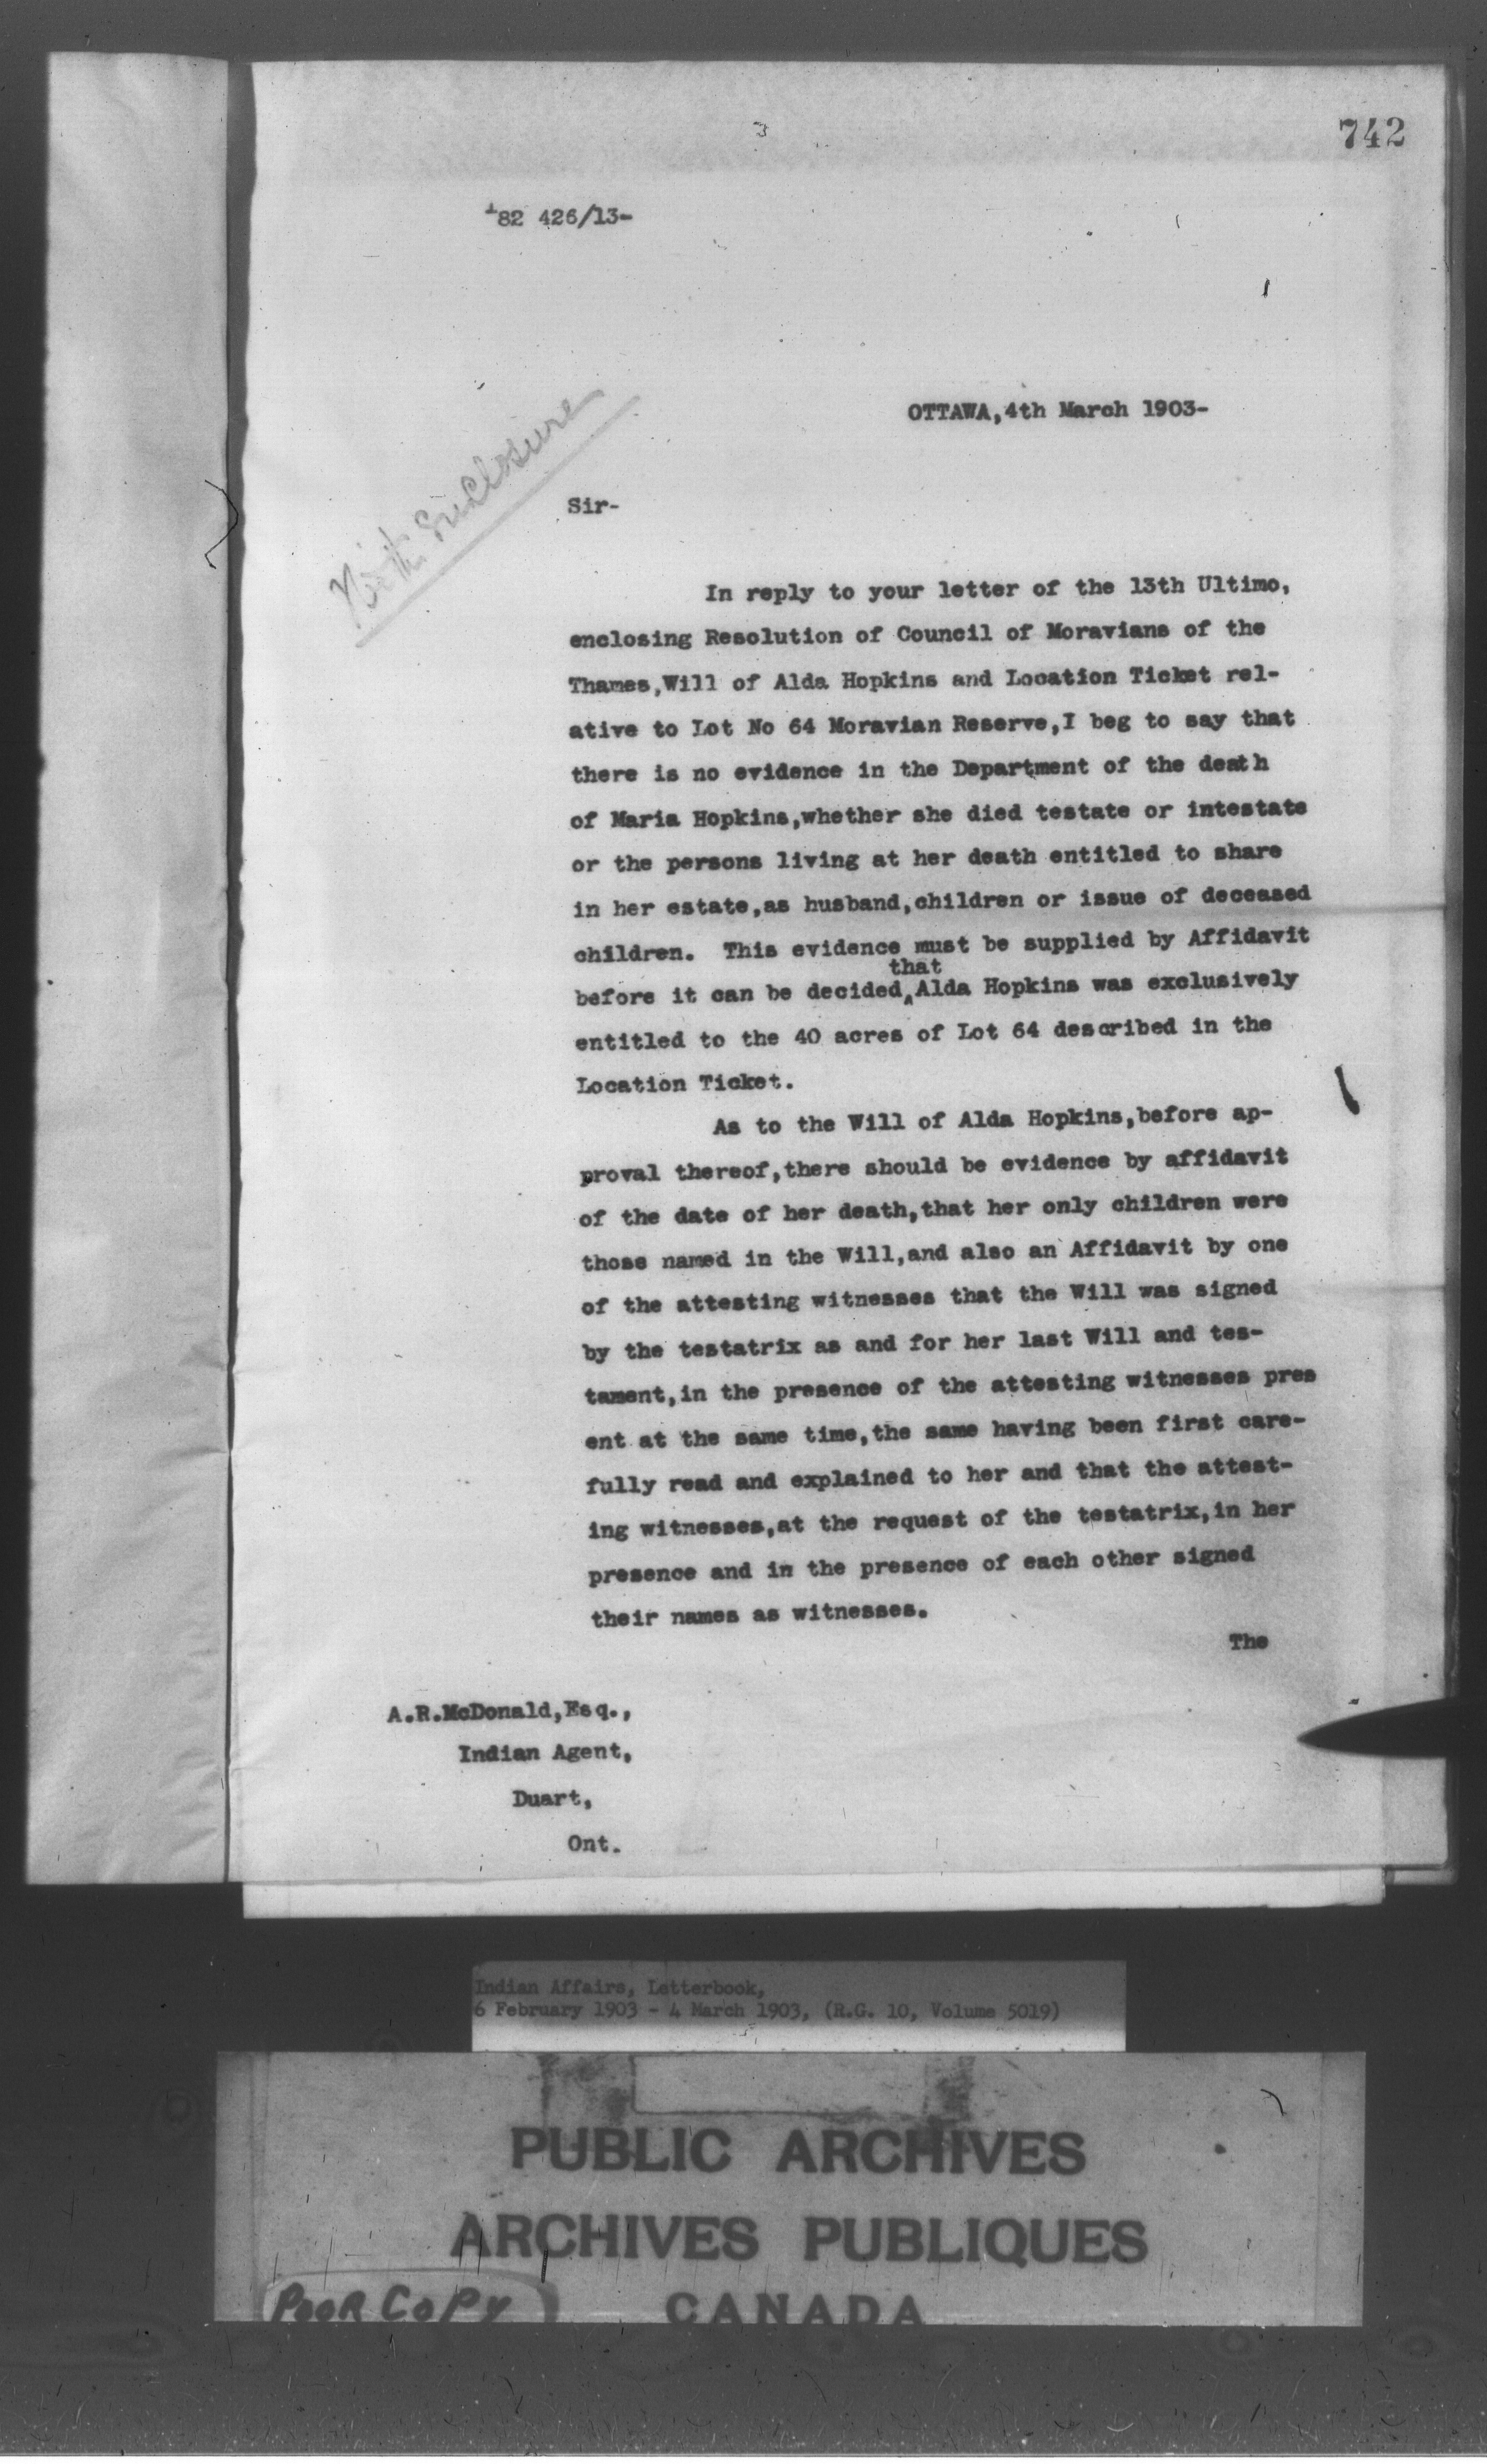 742
182 426/13-
OTTAWA,4th March 1903-
With Enclosure
Sir-
In reply to your letter of the 13th Ultimo,
enclosing Resolution of Council of Moravians of the
Thames,Will of Alda Hopkins and Location Ticket rel-
ative to Lot No 64 Moravian Reserve,I beg to say that
there is no evidence in the Department of the death
of Maria Hopkins,whether she died testate or intestate
or the persons living at her death entitled to share
in her estate,as husband,children or issue of deceased
children. This evidence must be supplied by Affidavit
that
before it can be decided^Alda Hopkins was exclusively
entitled to the 40 acres of Lot 64 described in the
Location Ticket.
As to the Will of Alda Hopkins,before ap-
proval thereof,there should be evidence by affidavit
of the date of her death,that her only children were
those named in the Will,and also an Affidavit by one
of the attesting witnesses that the Will was signed
by the testatrix as and for her last Will and tes-
tament,in the presence of the attesting witnesses pres
ent at the same time,the same having been first care-
fully read and explained to her and that the attest-
ing witnesses,at the request of the testatrix,in her
presence and in the presence of each other signed
their names as witnesses.
The
A.R.McDonald,Esq.,
Indian Agent,
Duart,
Ont.
Indian Affairs, Letterbook,
6 February 1903 - 4 March 1903, (R.G. 10, Volume 5019)
PUBLIC ARCHIVES
ARCHIVES PUBLIQUES
CANADA
POOR COPY